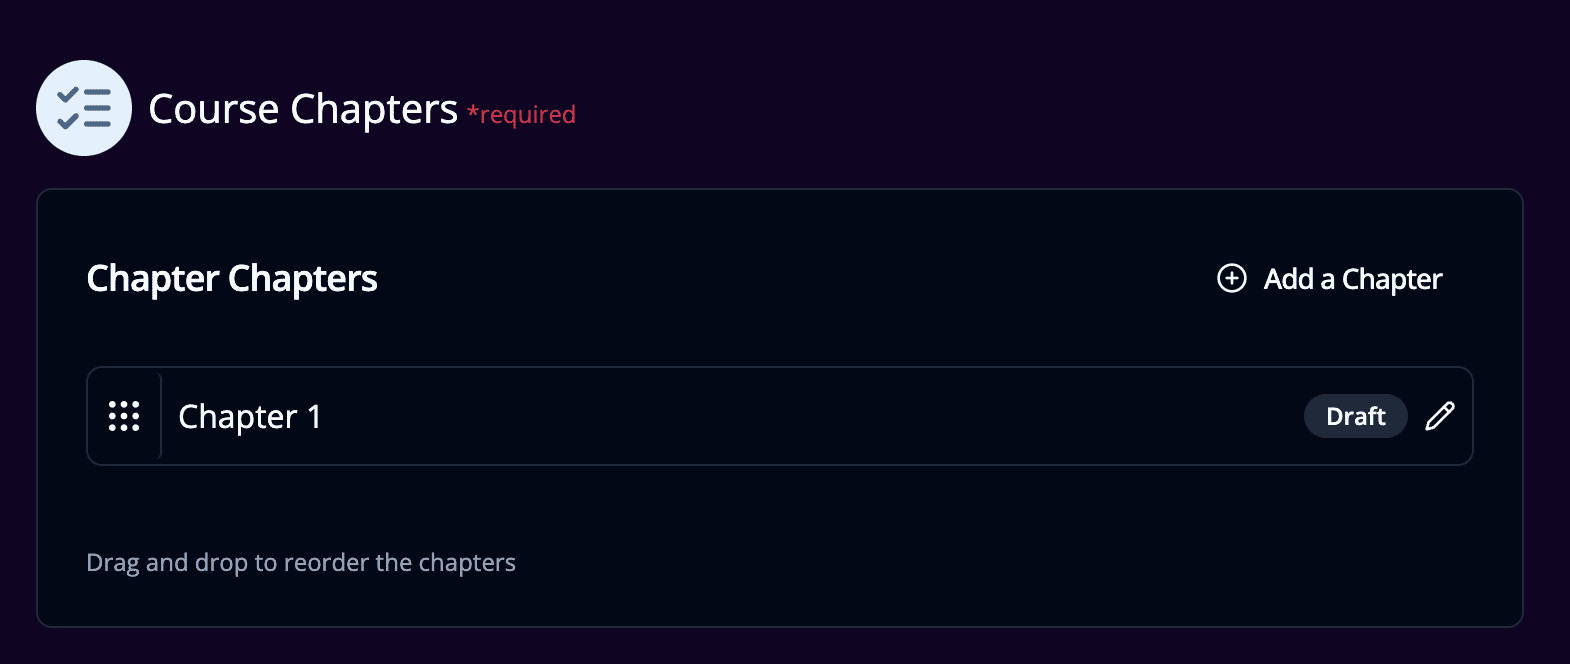 Course Chapters *required
Chapter Chapters
Add a Chapter
Chapter 1
Draft
Drag and drop to reorder the chapters